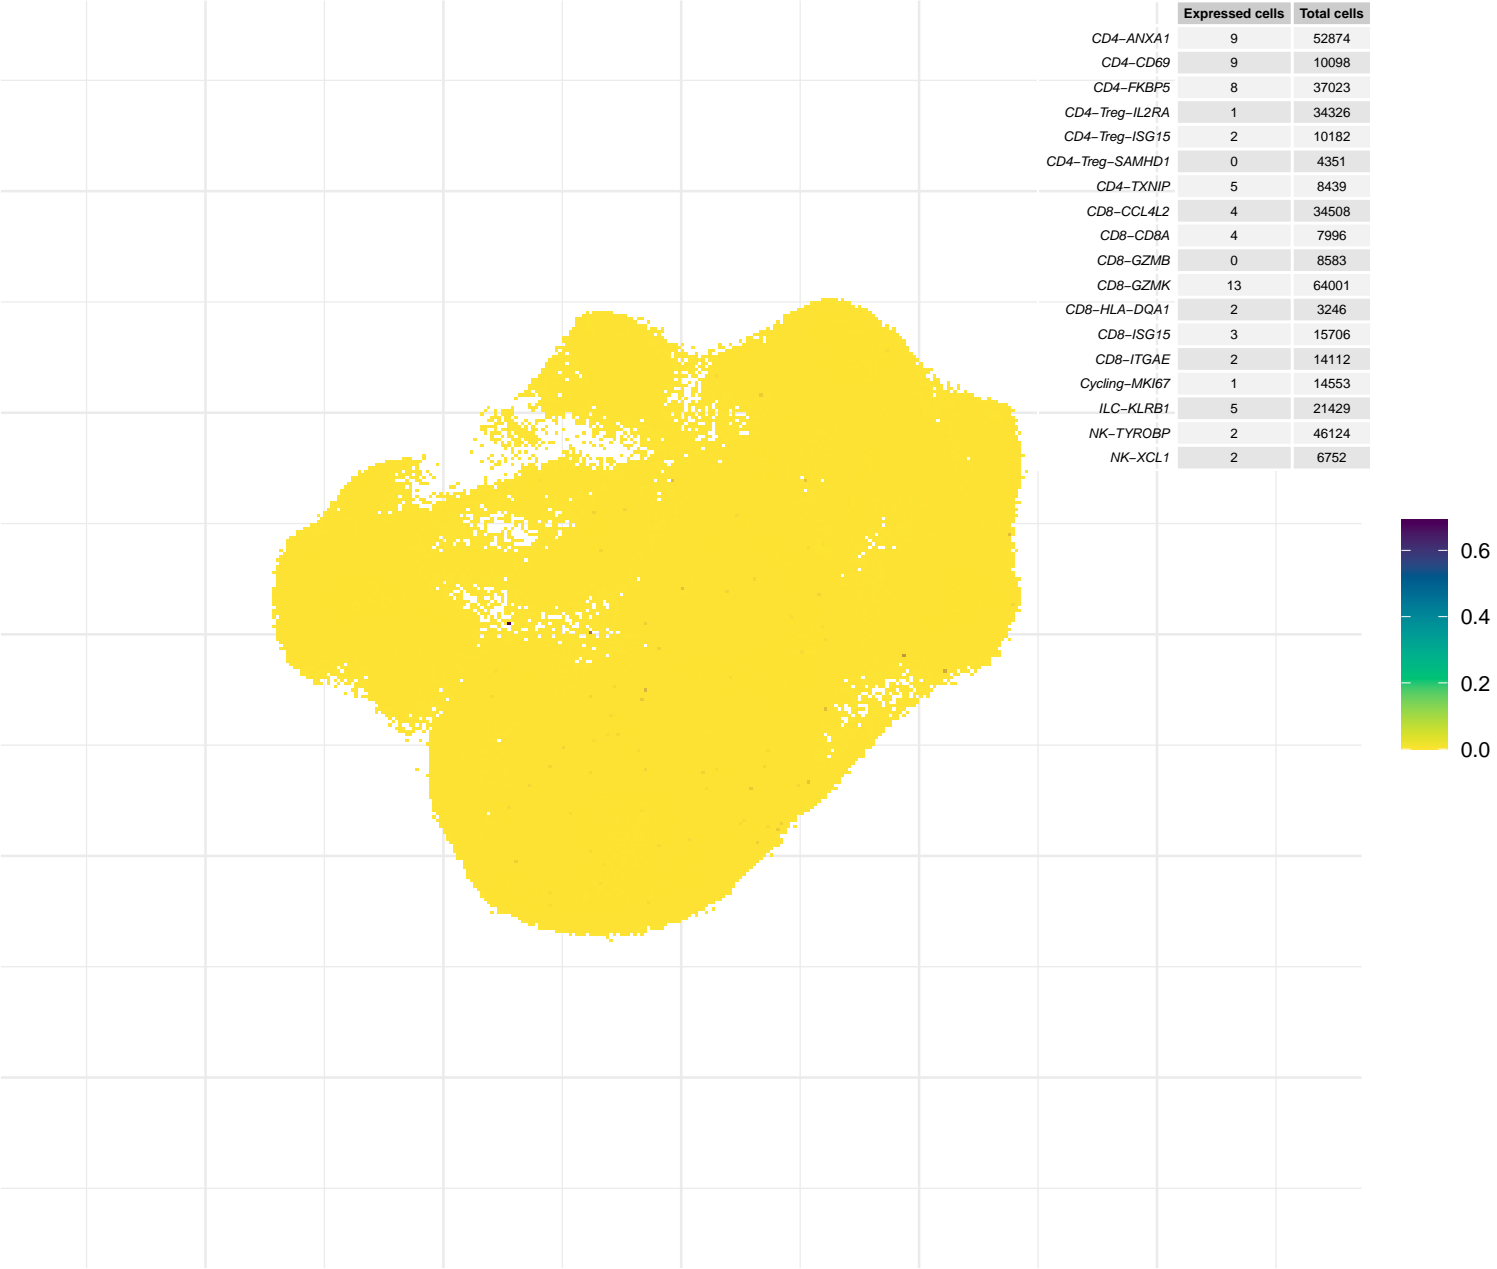 Expressed cells Total cells
CD4−ANXA1 9 52874
CD4−CD69 9 10098
CD4−FKBP5 8 37023
CD4−Treg−IL2RA 1 34326
CD4−Treg−ISG15 2 10182
CD4−Treg−SAMHD1 0 4351
CD4−TXNIP 5 8439
CD8−CCL4L2 4 34508
CD8−CD8A 4 7996
CD8−GZMB 0 8583
CD8−GZMK 13 64001
CD8−HLA−DQA1 2 3246
CD8−ISG15 3 15706
CD8−ITGAE 2 14112
Cycling−MKI67 1 14553
ILC−KLRB1 5 21429
NK−TYROBP 2 46124
NK−XCL1 2 6752
0.6
0.4
0.2
0.0